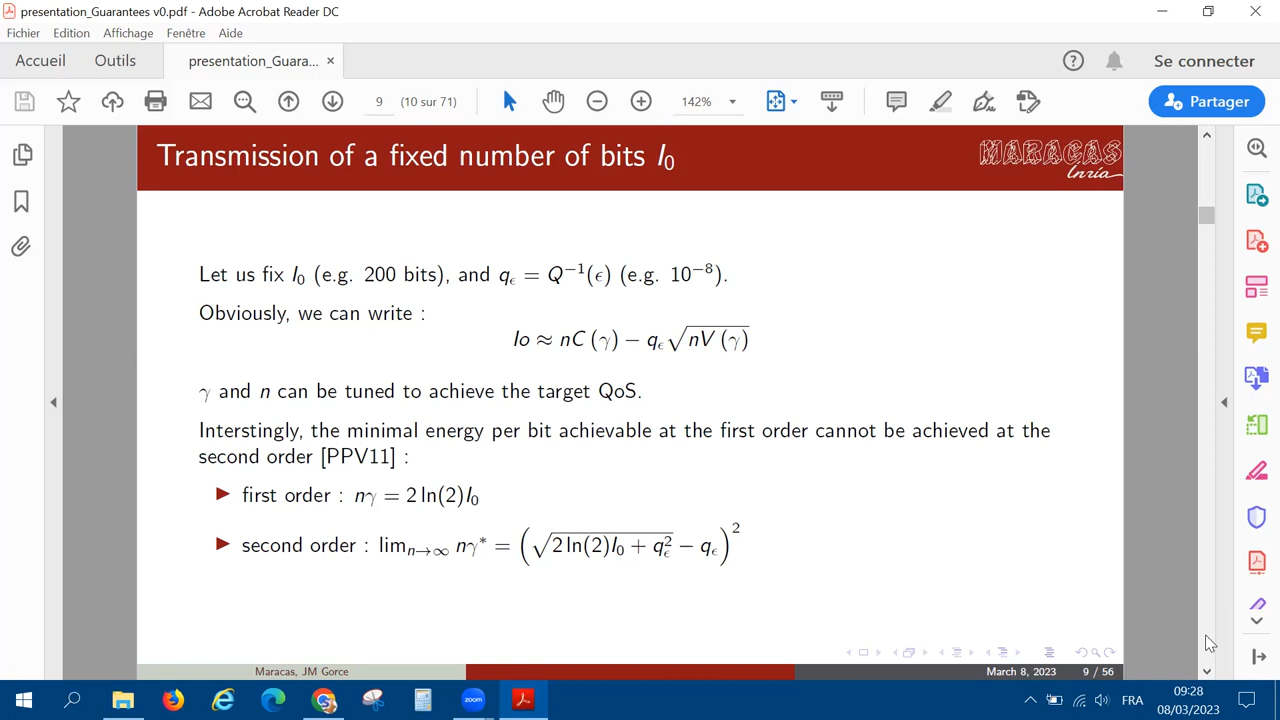 presentation_Guarantees v0.pdf - Adobe Acrobat Reader DC
Fichier Edition Affichage Fenêtre Aide
Accueil Outils presentation_Guara... × Se connecter
9 (10 sur 71) 142% Partager
Transmission of a fixed number of bits I₀
MARACAS
Inria
Let us fix I₀ (e.g. 200 bits), and qϵ = Q⁻¹(ϵ) (e.g. 10⁻⁸).
Obviously, we can write :
Io ≈ nC (γ) − qϵ√(nV (γ))
γ and n can be tuned to achieve the target QoS.
Interstingly, the minimal energy per bit achievable at the first order cannot be achieved at the
second order [PPV11] :
▶ first order : nγ = 2 ln(2)I₀
▶ second order : limₙ→∞ nγ* = (√(2 ln(2)I₀ + qϵ²) − qϵ)²
Maracas, JM Gorce March 8, 2023 9 / 56
zoom FRA 09:28
08/03/2023